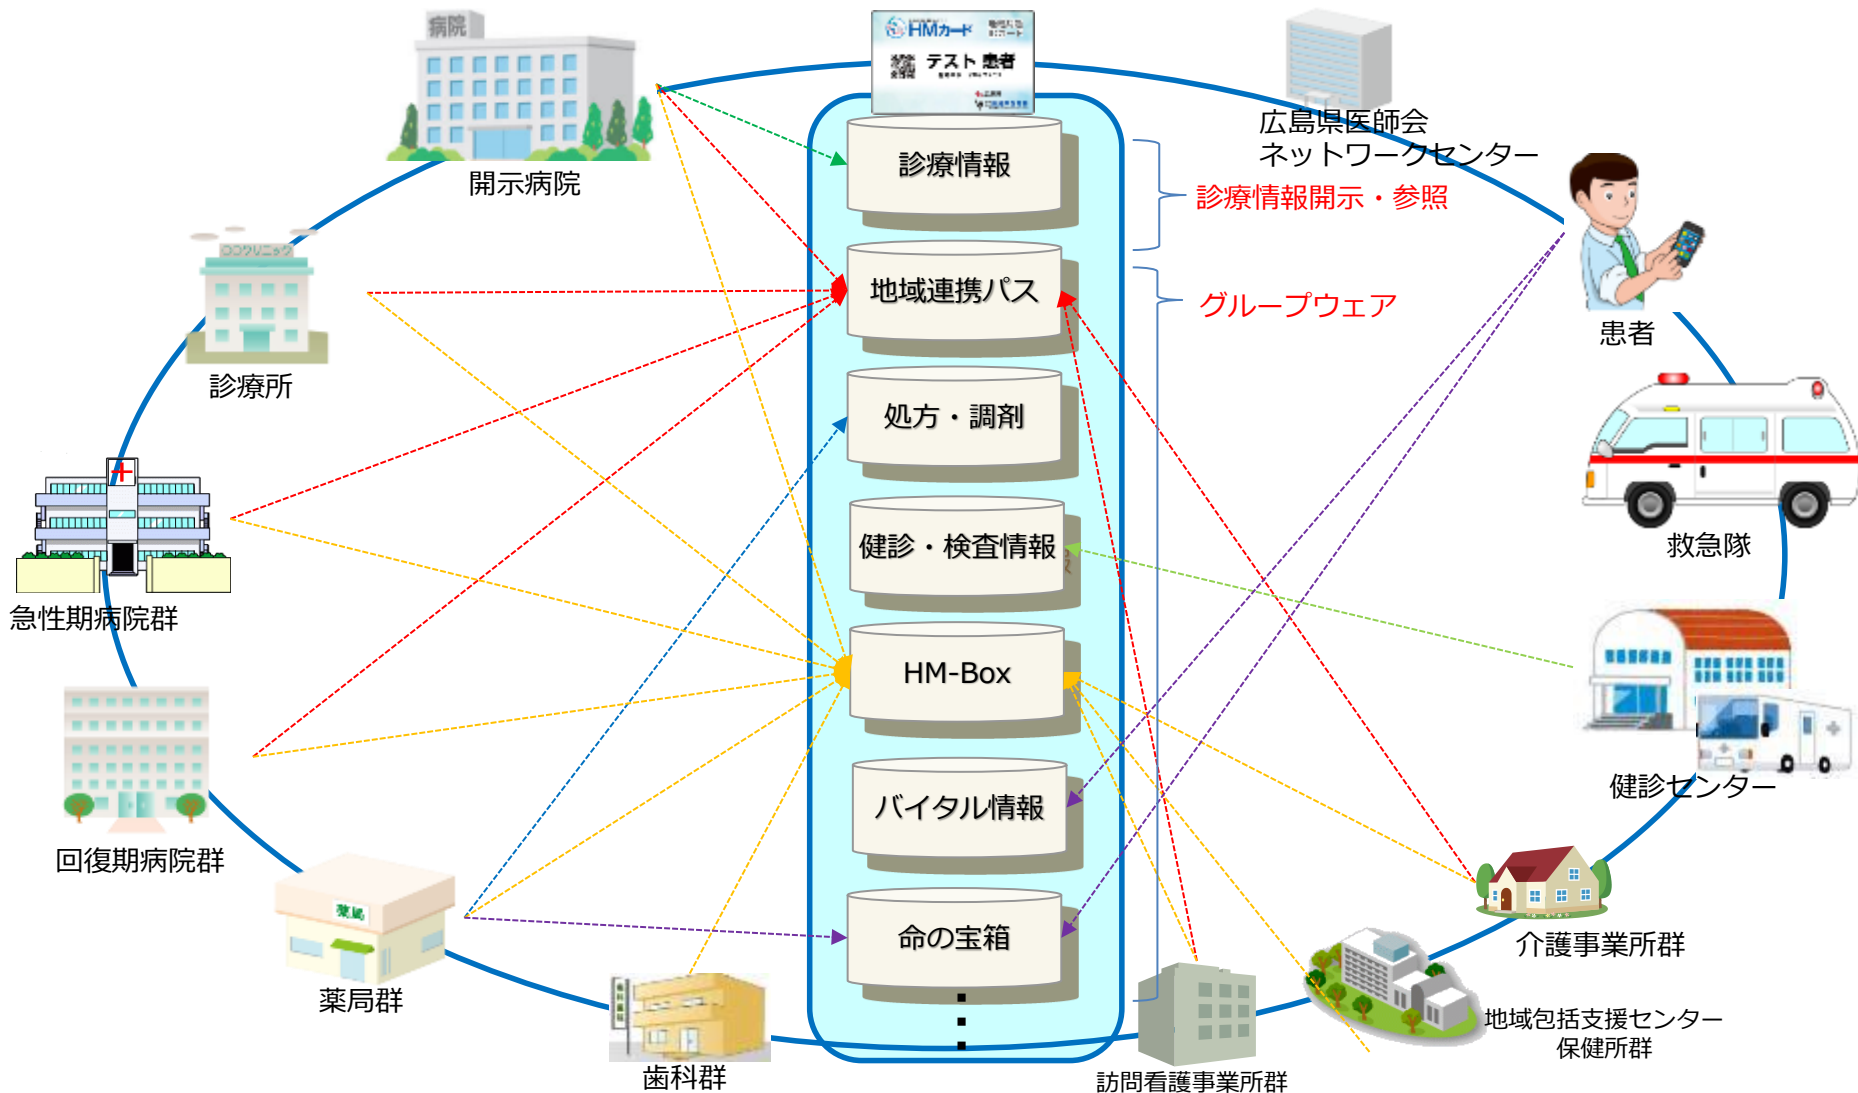 病院
HMカード
テスト 患者
開示病院
広島県医師会
ネットワークセンター
診療情報
診療情報開示・参照
〇〇クリニック
診療所
地域連携パス
グループウェア
患者
処方・調剤
救急隊
健診・検査情報
急性期病院群
HM-Box
健診センター
バイタル情報
回復期病院群
薬局
命の宝箱
介護事業所群
薬局群
地域包括支援センター
保健所群
歯科群
訪問看護事業所群